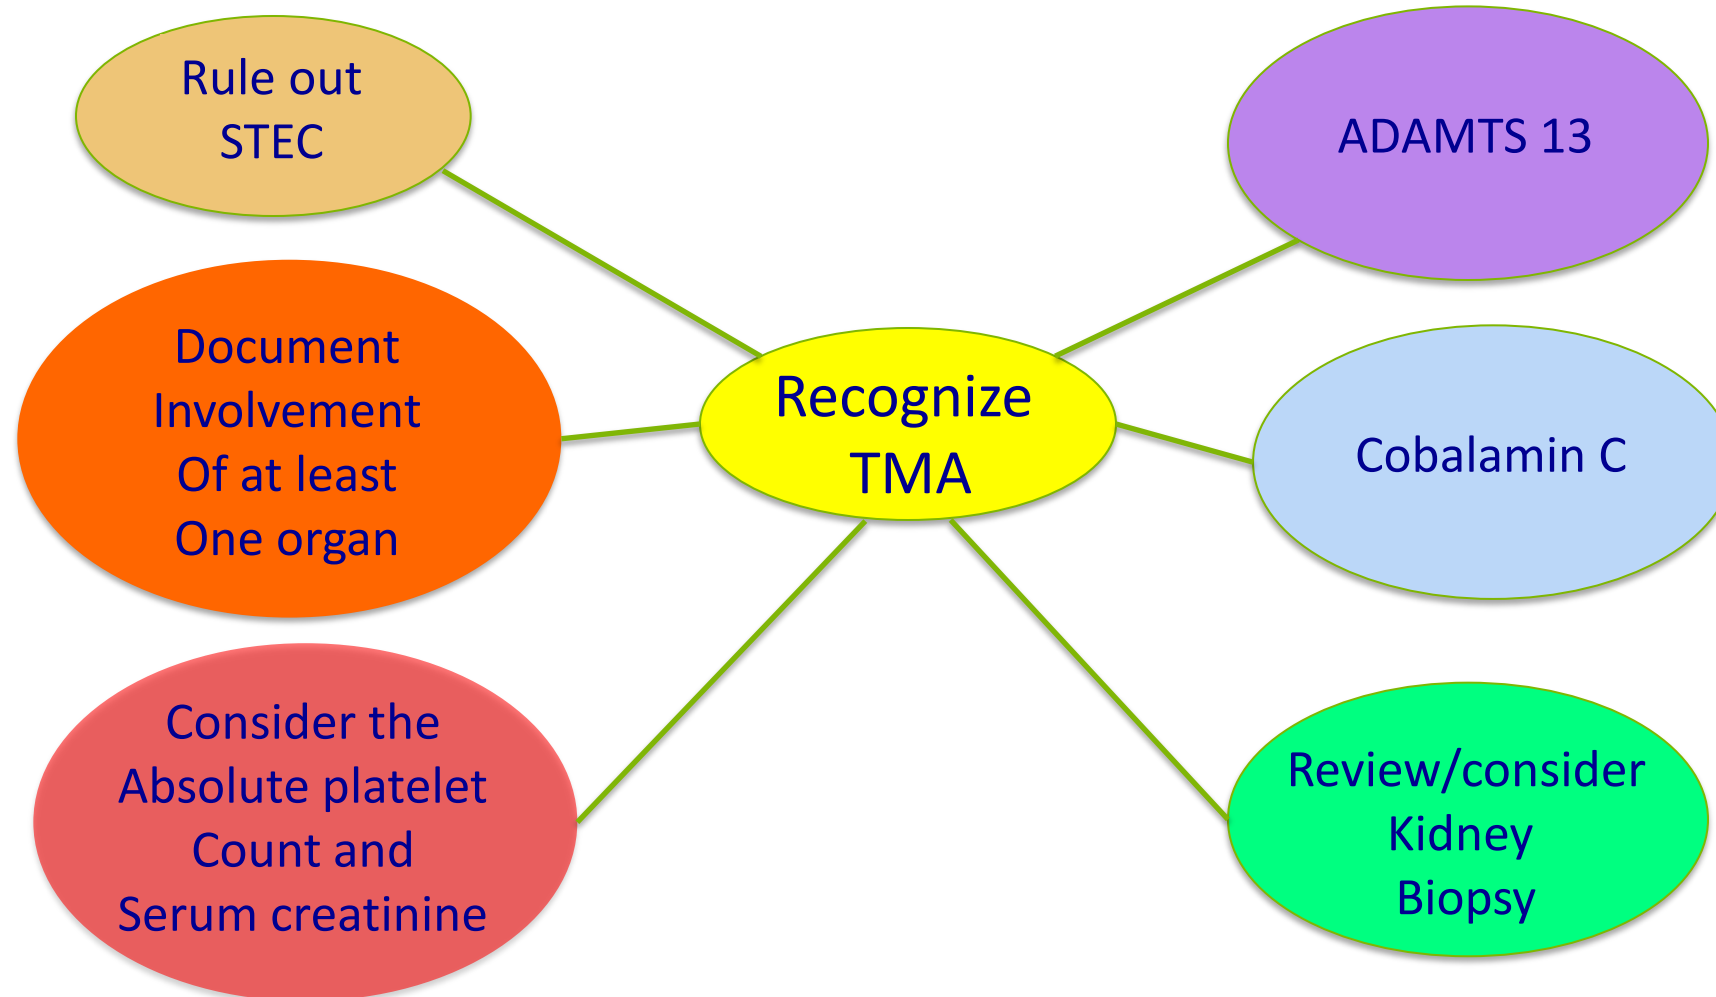 Rule out
STEC
ADAMTS 13
Document
Involvement
Of at least
One organ
Recognize
TMA
Cobalamin C
Consider the
Absolute platelet
Count and
Serum creatinine
Review/consider
Kidney
Biopsy